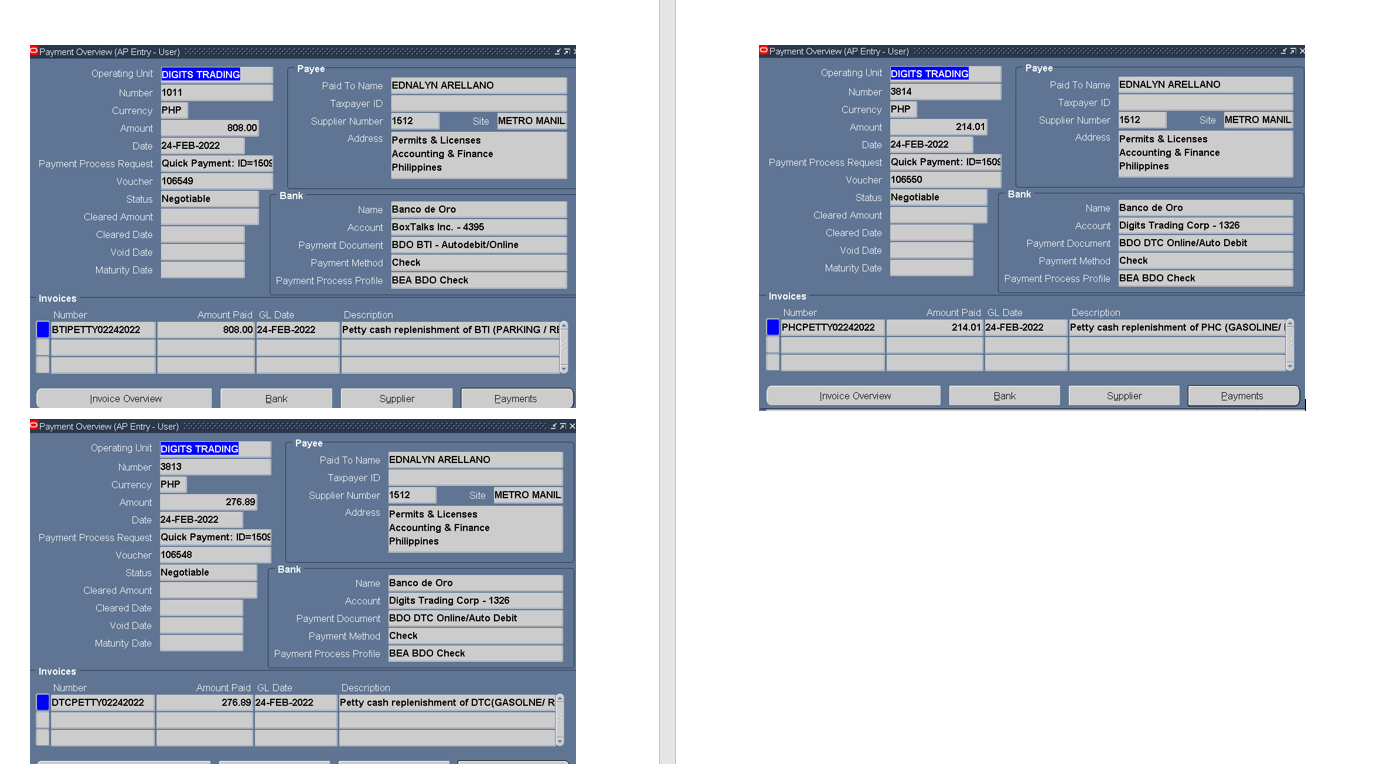 Payment Overview (AP Entry - User)
Operating Unit DIGITS TRADING
Number 1011
Currency PHP
Amount 808.00
Date 24-FEB-2022
Payment Process Request Quick Payment: ID=1509
Voucher 106549
Status Negotiable
Cleared Amount
Cleared Date
Void Date
Maturity Date
Payee
Paid To Name EDNALYN ARELLANO
Taxpayer ID
Supplier Number 1512 Site METRO MANIL
Address Permits & Licenses
Accounting & Finance
Philippines
Bank
Name Banco de Oro
Account BoxTalks Inc. - 4395
Payment Document BDO BTI - Autodebit/Online
Payment Method Check
Payment Process Profile BEA BDO Check
Invoices
Number Amount Paid GL Date Description
BTIPETTY02242022 808.00 24-FEB-2022 Petty cash replenishment of BTI (PARKING / RE
Invoice Overview Bank Supplier Payments
Payment Overview (AP Entry - User)
Operating Unit DIGITS TRADING
Number 3813
Currency PHP
Amount 276.89
Date 24-FEB-2022
Payment Process Request Quick Payment: ID=1509
Voucher 106548
Status Negotiable
Cleared Amount
Cleared Date
Void Date
Maturity Date
Payee
Paid To Name EDNALYN ARELLANO
Taxpayer ID
Supplier Number 1512 Site METRO MANIL
Address Permits & Licenses
Accounting & Finance
Philippines
Bank
Name Banco de Oro
Account Digits Trading Corp - 1326
Payment Document BDO DTC Online/Auto Debit
Payment Method Check
Payment Process Profile BEA BDO Check
Invoices
Number Amount Paid GL Date Description
DTCPETTY02242022 276.89 24-FEB-2022 Petty cash replenishment of DTC(GASOLNE/ R
Payment Overview (AP Entry - User)
Operating Unit DIGITS TRADING
Number 3814
Currency PHP
Amount 214.01
Date 24-FEB-2022
Payment Process Request Quick Payment: ID=1509
Voucher 106550
Status Negotiable
Cleared Amount
Cleared Date
Void Date
Maturity Date
Payee
Paid To Name EDNALYN ARELLANO
Taxpayer ID
Supplier Number 1512 Site METRO MANIL
Address Permits & Licenses
Accounting & Finance
Philippines
Bank
Name Banco de Oro
Account Digits Trading Corp - 1326
Payment Document BDO DTC Online/Auto Debit
Payment Method Check
Payment Process Profile BEA BDO Check
Invoices
Number Amount Paid GL Date Description
PHCPETTY02242022 214.01 24-FEB-2022 Petty cash replenishment of PHC (GASOLINE/
Invoice Overview Bank Supplier Payments